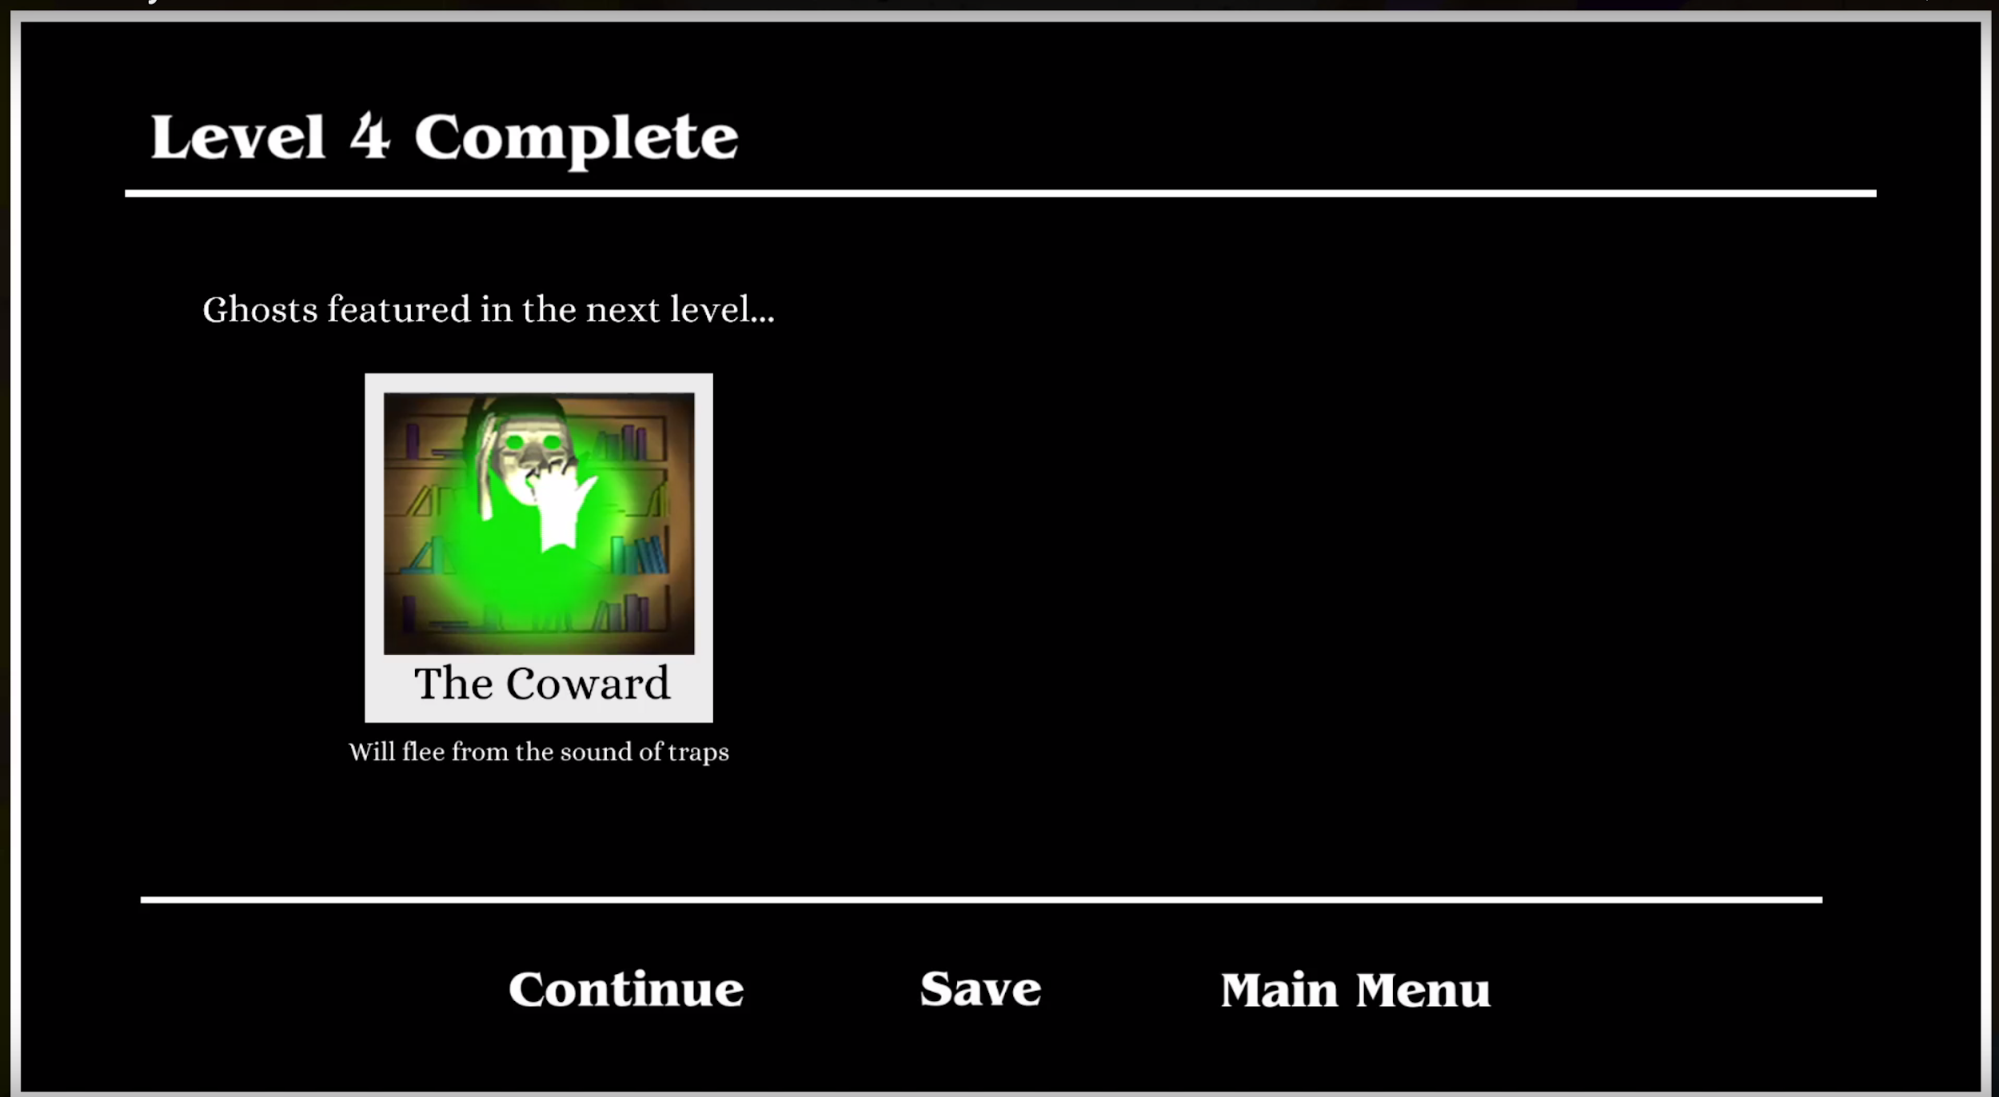 Level 4 Complete
Ghosts featured in the next level...
The Coward
Will flee from the sound of traps
Continue Save Main Menu